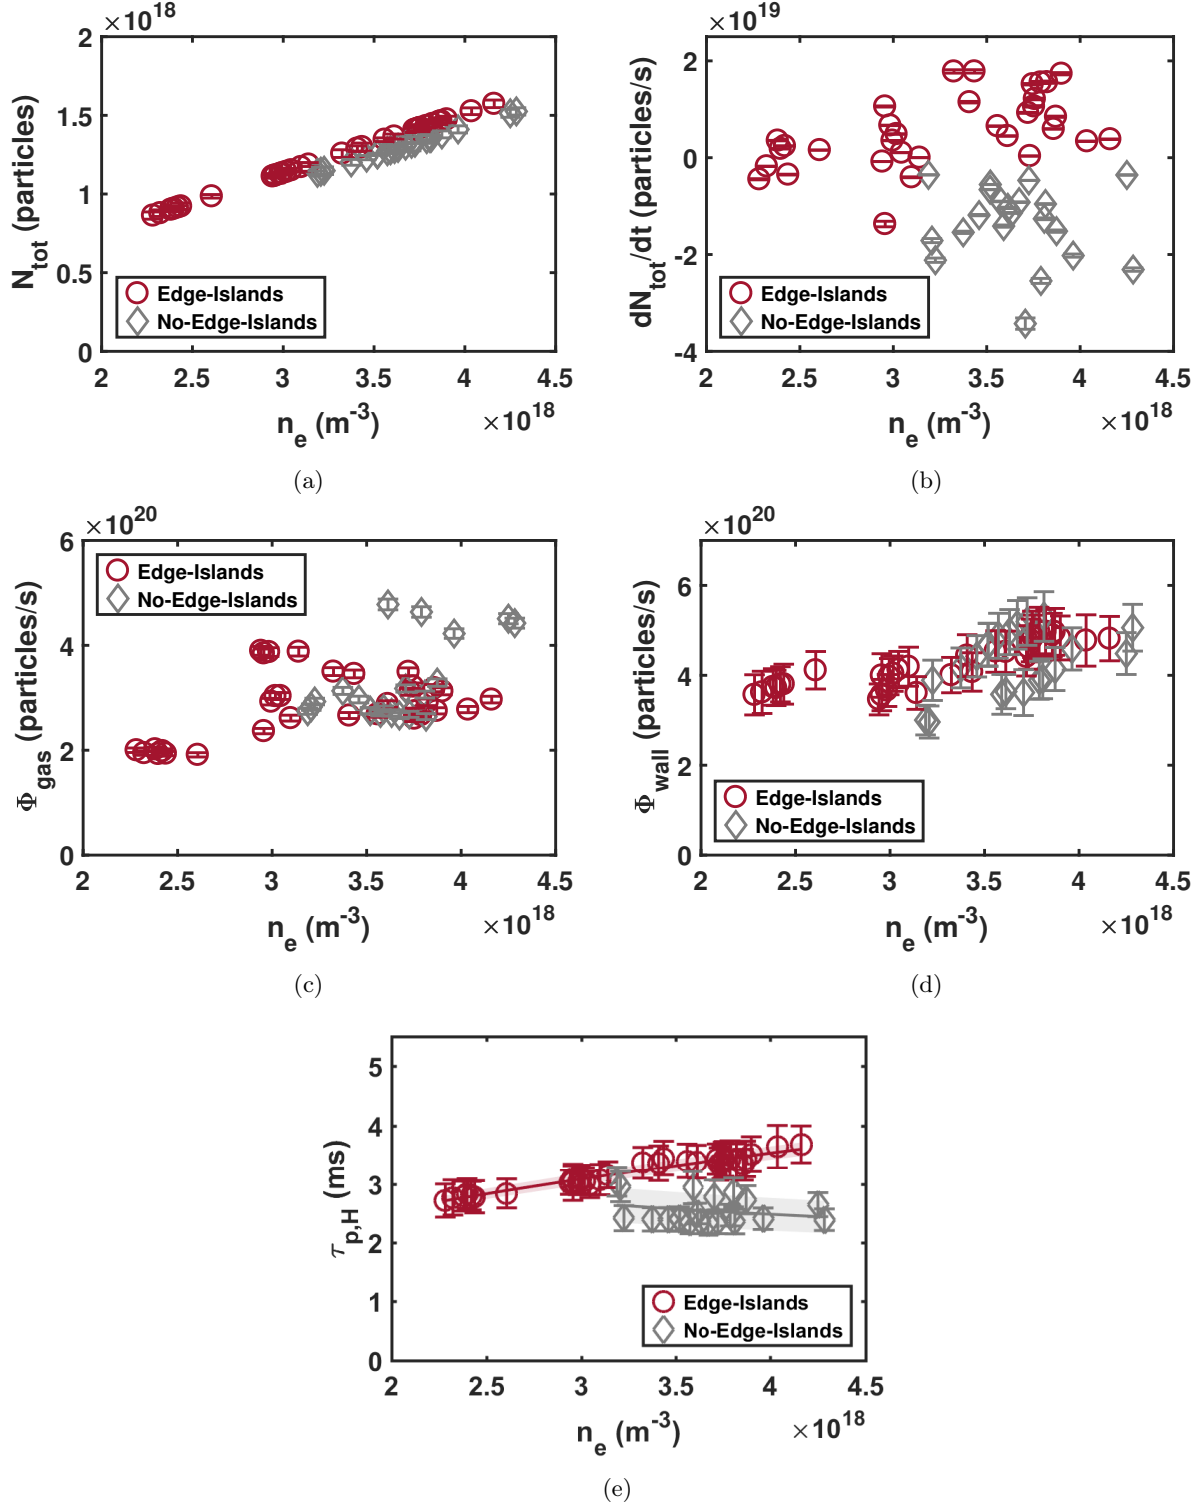 ×10^18
2
1.5
1
0.5
0
N_tot (particles)
Edge-Islands
No-Edge-Islands
2 2.5 3 3.5 4 4.5
n_e (m^-3) ×10^18
(a)
×10^19
2
0
-2
-4
dN_tot/dt (particles/s)
Edge-Islands
No-Edge-Islands
2 2.5 3 3.5 4 4.5
n_e (m^-3) ×10^18
(b)
×10^20
6
4
2
0
Φ_gas (particles/s)
Edge-Islands
No-Edge-Islands
2 2.5 3 3.5 4 4.5
n_e (m^-3) ×10^18
(c)
×10^20
6
4
2
0
Φ_wall (particles/s)
Edge-Islands
No-Edge-Islands
2 2.5 3 3.5 4 4.5
n_e (m^-3) ×10^18
(d)
5
4
3
2
1
0
τ_p,H (ms)
Edge-Islands
No-Edge-Islands
2 2.5 3 3.5 4 4.5
n_e (m^-3) ×10^18
(e)